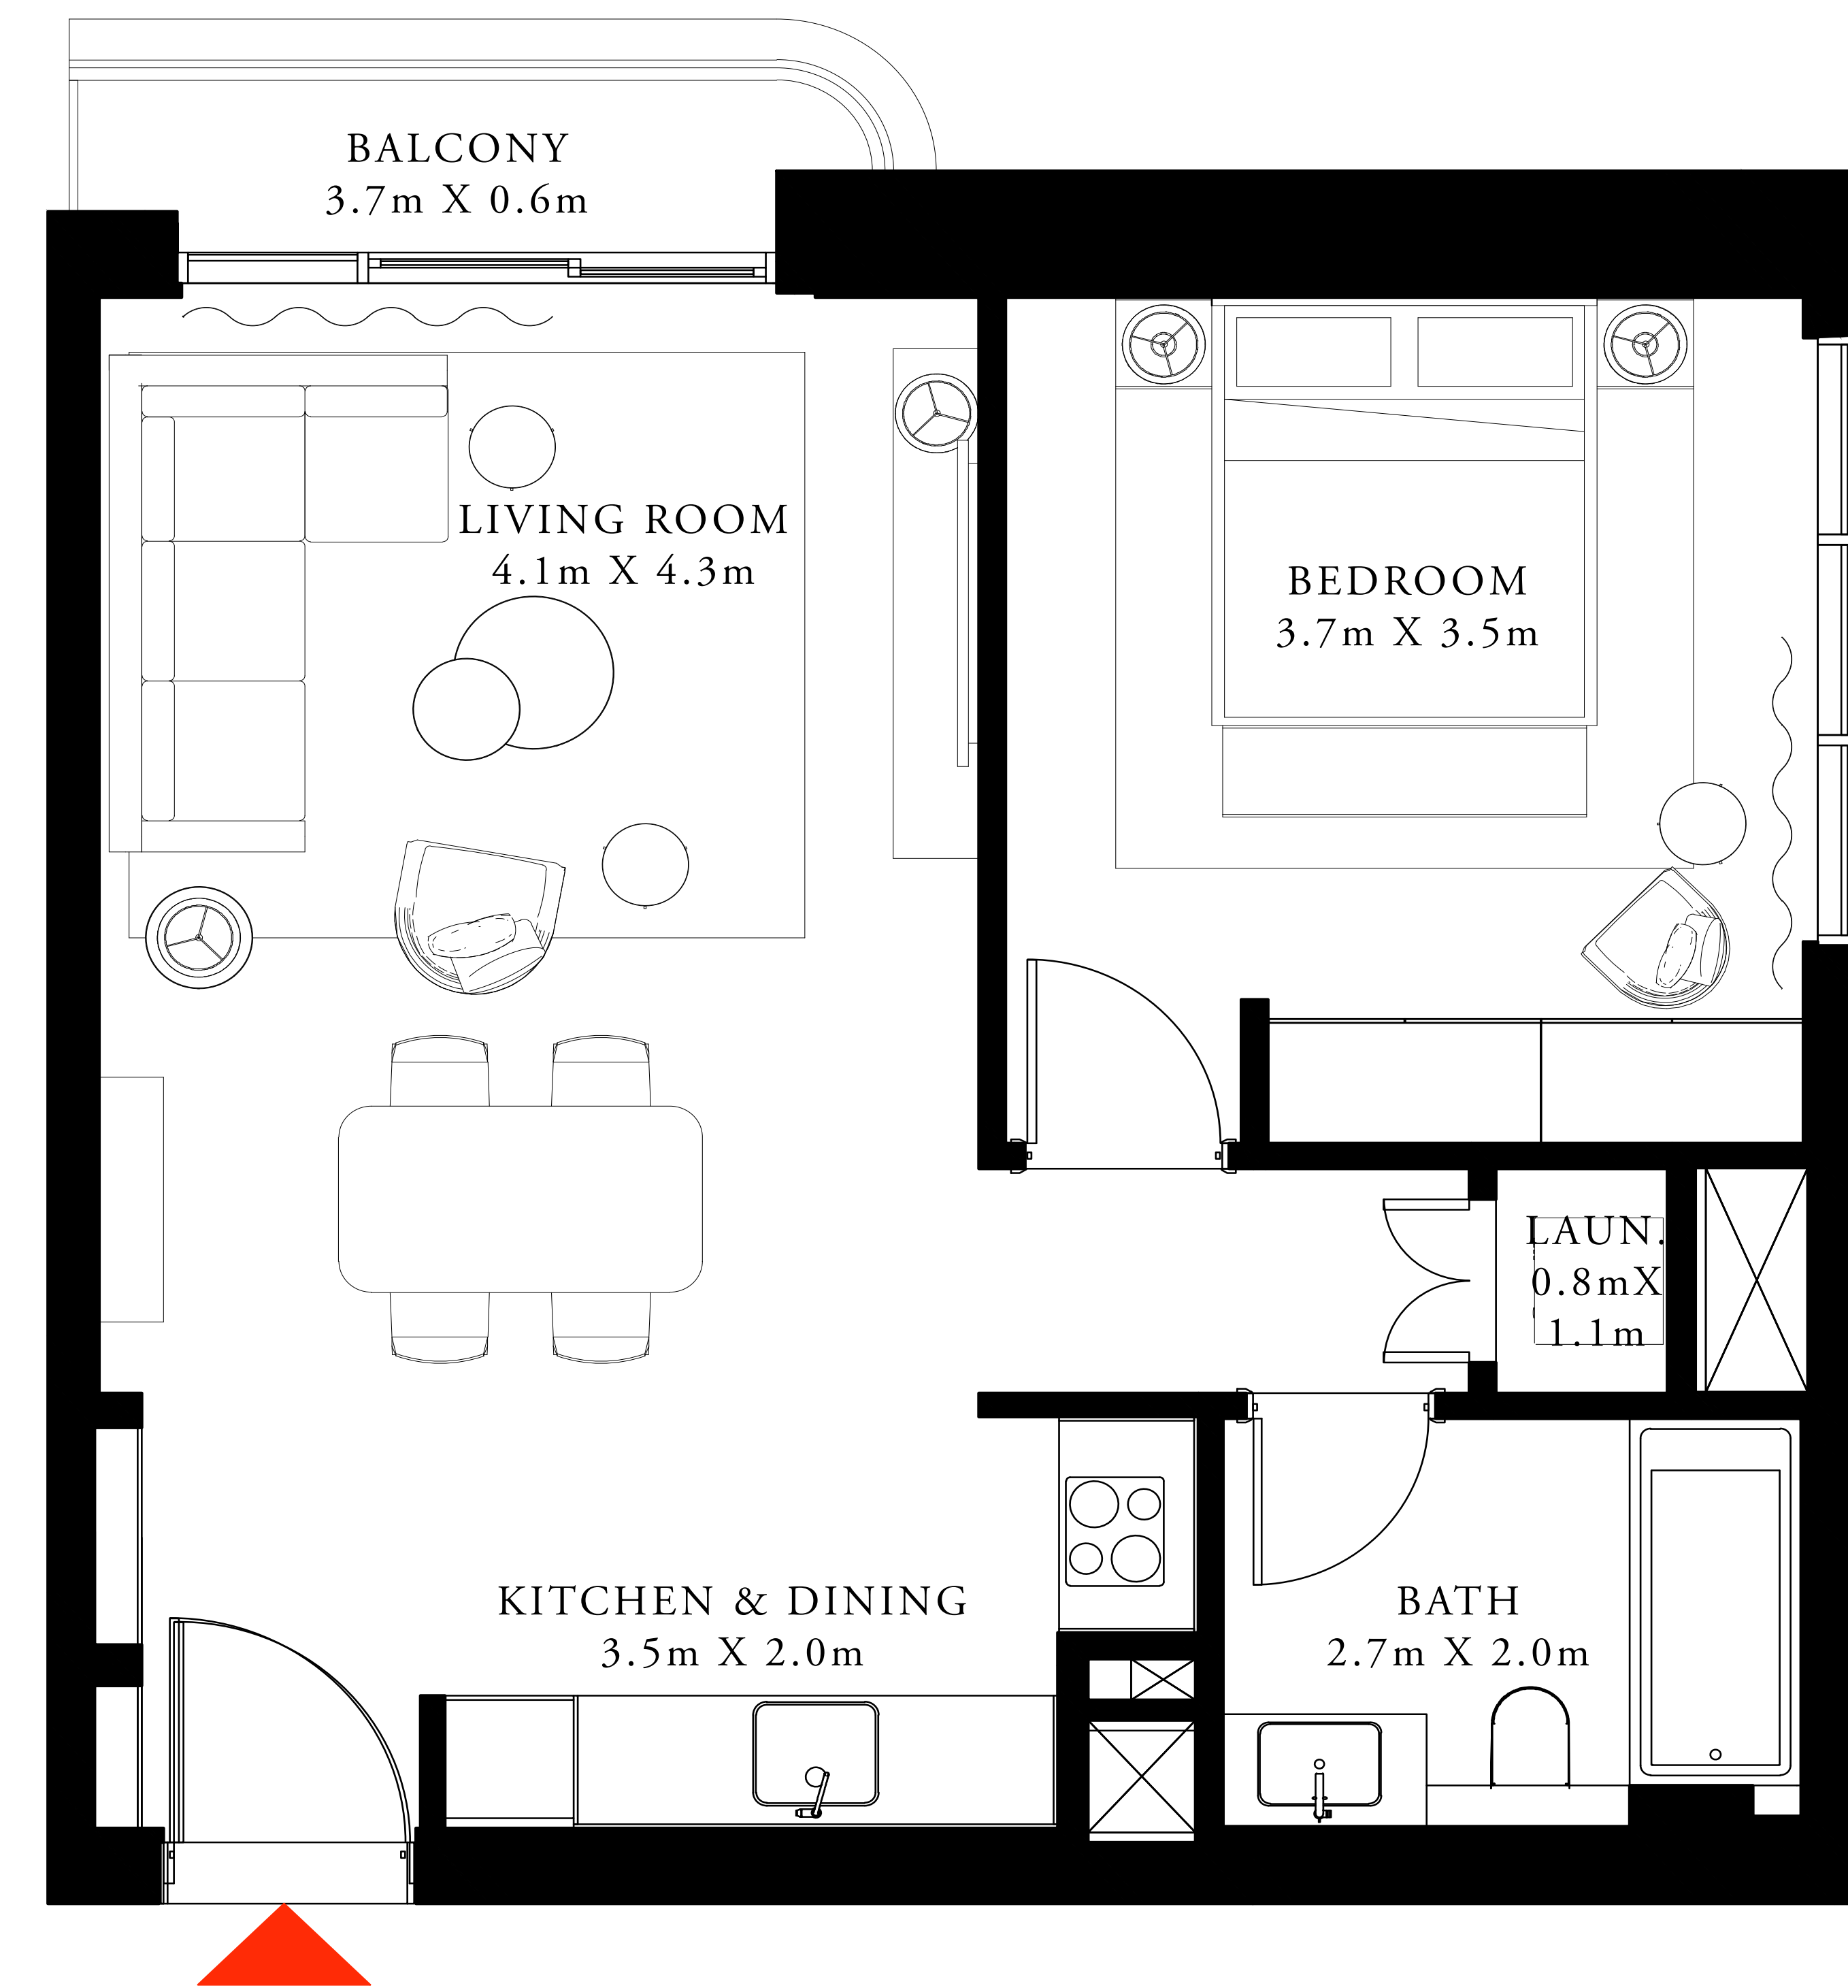 BALCONY
3.7m X 0.6m
LIVING ROOM
4.1m X 4.3m
BEDROOM
3.7m X 3.5m
LAUN.
0.8mX
1.1m
KITCHEN & DINING
3.5m X 2.0m
BATH
2.7m X 2.0m